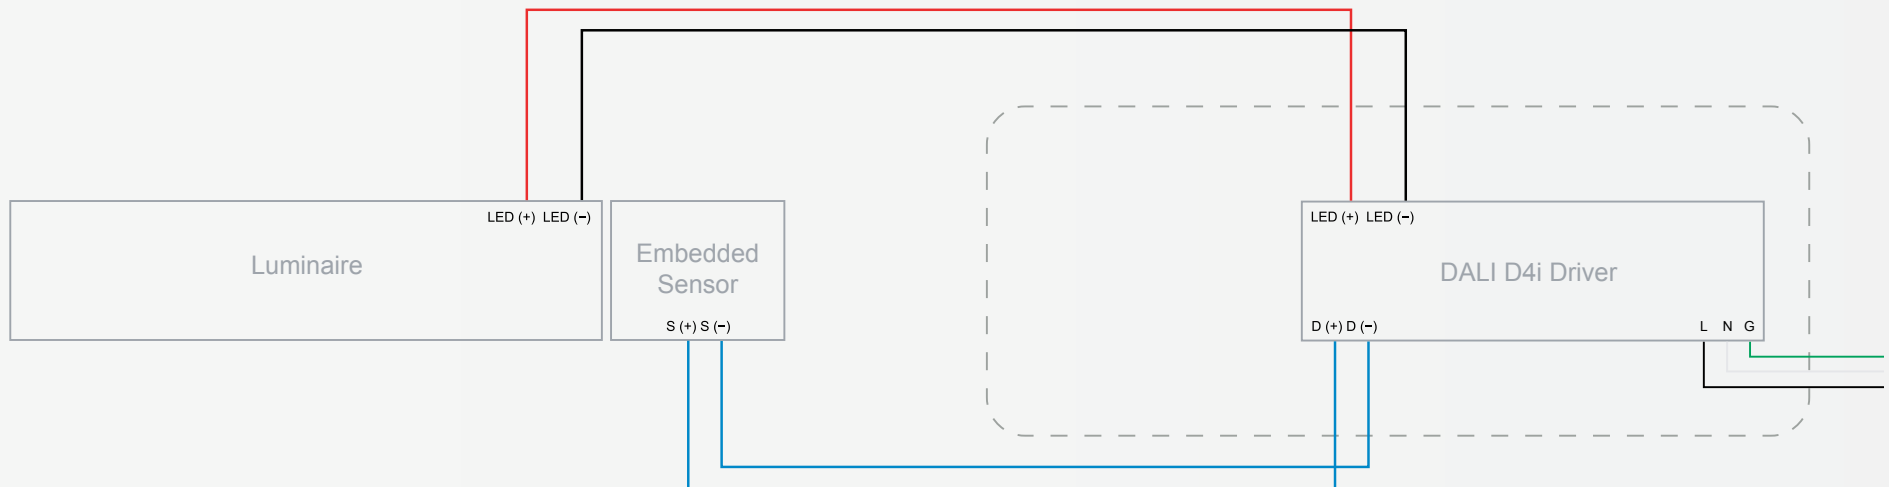 LED (+) LED (−)
Luminaire
Embedded
Sensor
S (+) S (−)
LED (+) LED (−)
DALI D4i Driver
D (+) D (−)
L N G